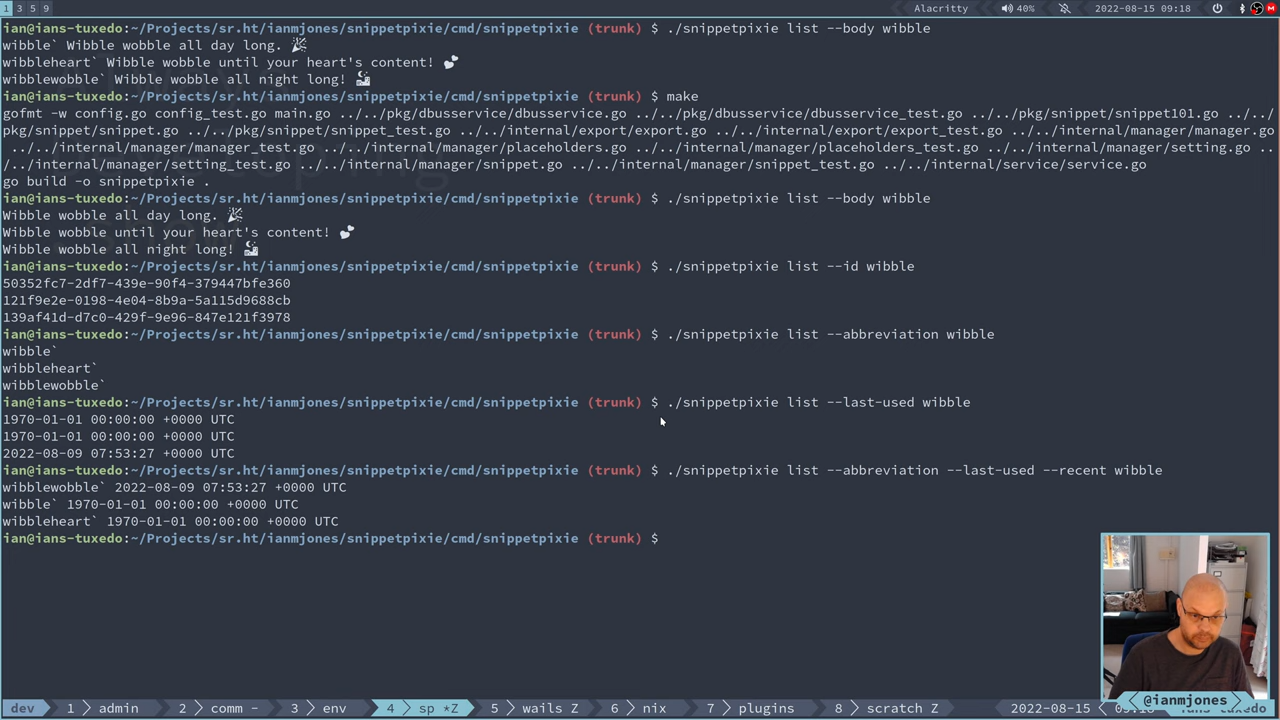 1 3 5 9 Alacritty 40% 2022-08-15 09:18
ian@ians-tuxedo:~/Projects/sr.ht/ianmjones/snippetpixie/cmd/snippetpixie (trunk) $ ./snippetpixie list --body wibble
wibble` Wibble wobble all day long. 🎉
wibbleheart` Wibble wobble until your heart's content! 💕
wibblewobble` Wibble wobble all night long!
ian@ians-tuxedo:~/Projects/sr.ht/ianmjones/snippetpixie/cmd/snippetpixie (trunk) $ make
gofmt -w config.go config_test.go main.go ../../pkg/dbusservice/dbusservice.go ../../pkg/dbusservice/dbusservice_test.go ../../pkg/snippet/snippet101.go ../../
pkg/snippet/snippet.go ../../pkg/snippet/snippet_test.go ../../internal/export/export.go ../../internal/export/export_test.go ../../internal/manager/manager.go
../../internal/manager/manager_test.go ../../internal/manager/placeholders.go ../../internal/manager/placeholders_test.go ../../internal/manager/setting.go ..
/../internal/manager/setting_test.go ../../internal/manager/snippet.go ../../internal/manager/snippet_test.go ../../internal/service/service.go
go build -o snippetpixie .
ian@ians-tuxedo:~/Projects/sr.ht/ianmjones/snippetpixie/cmd/snippetpixie (trunk) $ ./snippetpixie list --body wibble
Wibble wobble all day long. 🎉
Wibble wobble until your heart's content! 💕
Wibble wobble all night long!
ian@ians-tuxedo:~/Projects/sr.ht/ianmjones/snippetpixie/cmd/snippetpixie (trunk) $ ./snippetpixie list --id wibble
50352fc7-2df7-439e-90f4-379447bfe360
121f9e2e-0198-4e04-8b9a-5a115d9688cb
139af41d-d7c0-429f-9e96-847e121f3978
ian@ians-tuxedo:~/Projects/sr.ht/ianmjones/snippetpixie/cmd/snippetpixie (trunk) $ ./snippetpixie list --abbreviation wibble
wibble`
wibbleheart`
wibblewobble`
ian@ians-tuxedo:~/Projects/sr.ht/ianmjones/snippetpixie/cmd/snippetpixie (trunk) $ ./snippetpixie list --last-used wibble
1970-01-01 00:00:00 +0000 UTC
1970-01-01 00:00:00 +0000 UTC
2022-08-09 07:53:27 +0000 UTC
ian@ians-tuxedo:~/Projects/sr.ht/ianmjones/snippetpixie/cmd/snippetpixie (trunk) $ ./snippetpixie list --abbreviation --last-used --recent wibble
wibblewobble` 2022-08-09 07:53:27 +0000 UTC
wibble` 1970-01-01 00:00:00 +0000 UTC
wibbleheart` 1970-01-01 00:00:00 +0000 UTC
ian@ians-tuxedo:~/Projects/sr.ht/ianmjones/snippetpixie/cmd/snippetpixie (trunk) $
@ianmjones
dev 1 admin 2 comm - 3 env 4 sp *Z 5 wails Z 6 nix 7 plugins 8 scratch Z 2022-08-15